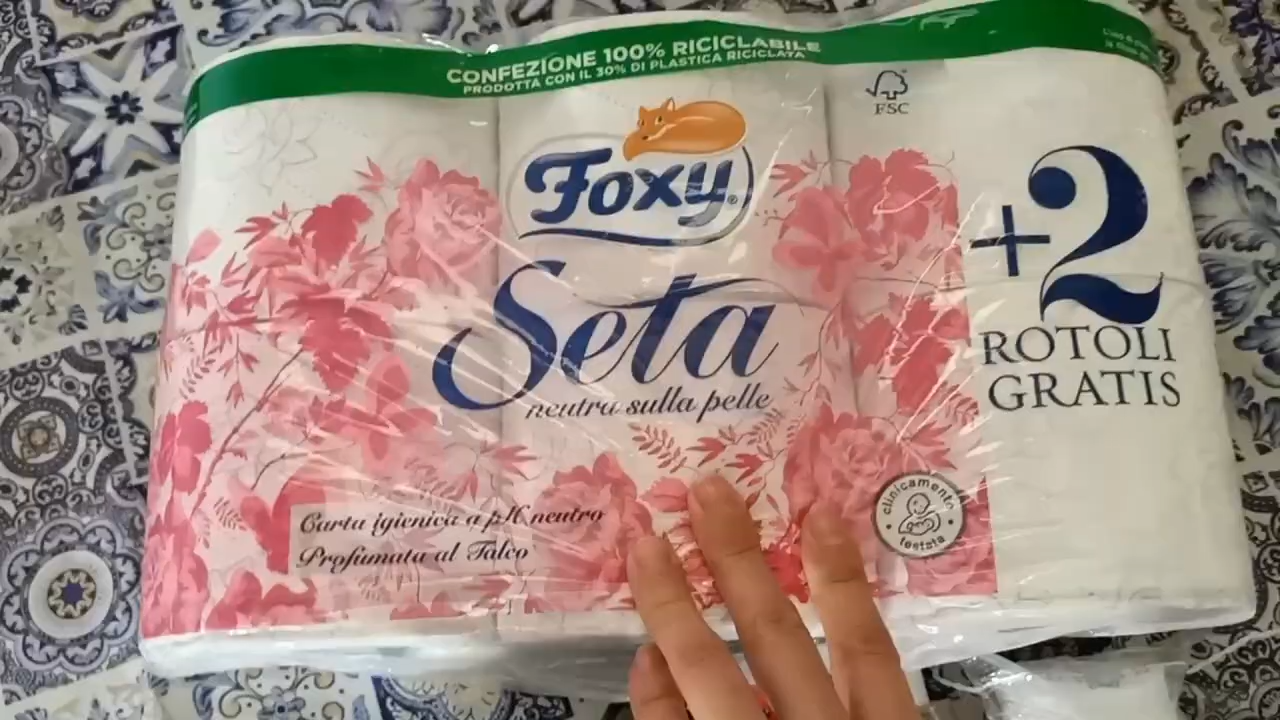 CONFEZIONE 100% RICICLABILE
PRODOTTA CON IL 30% DI PLASTICA RICICLATA
FSC
Foxy®
Seta
neutra sulla pelle
+2
ROTOLI
GRATIS
Carta igienica a pH neutro
Profumata al Talco
clinicamente
testata